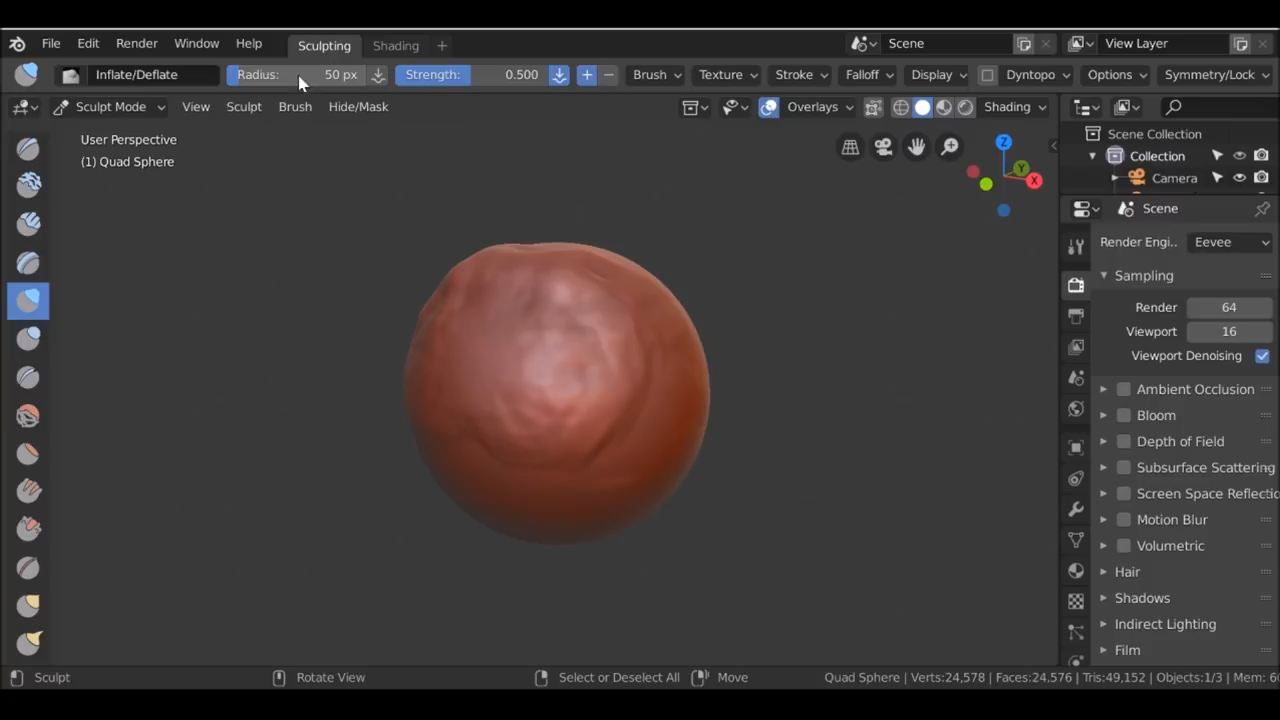 File Edit Render Window Help Sculpting Shading + Scene View Layer
Inflate/Deflate Radius: 50 px Strength: 0.500 Brush Texture Stroke Falloff Display Dyntopo Options Symmetry/Lock
Sculpt Mode View Sculpt Brush Hide/Mask Overlays Shading
User Perspective
(1) Quad Sphere
Z
Y
X
Scene Collection
Collection
Camera
Scene
Render Engi.. Eevee
Sampling
Render 64
Viewport 16
Viewport Denoising
Ambient Occlusion
Bloom
Depth of Field
Subsurface Scattering
Screen Space Reflectio
Motion Blur
Volumetric
Hair
Shadows
Indirect Lighting
Film
Sculpt Rotate View Select or Deselect All Move Quad Sphere | Verts:24,578 | Faces:24,576 | Tris:49,152 | Objects:1/3 | Mem: